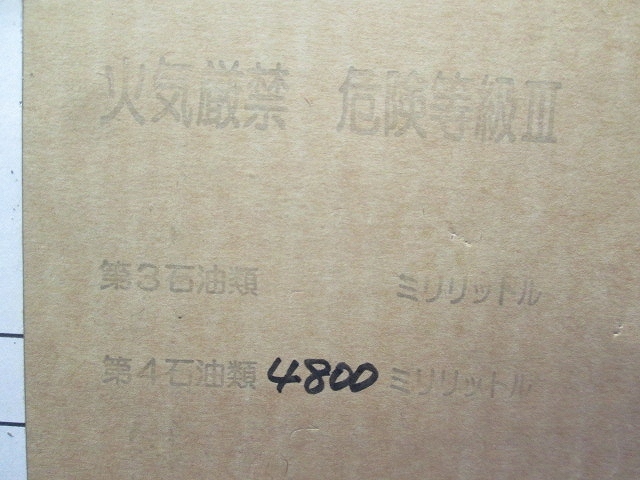 火気厳禁 危険等級Ⅲ
第3石油類 ミリリットル
第4石油類 4800 ミリリットル